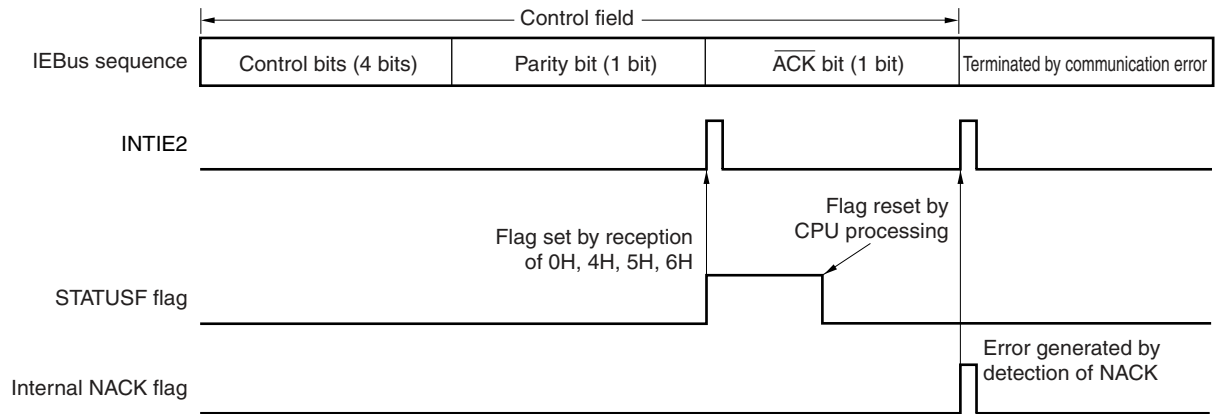 Control field
IEBus sequence
Control bits (4 bits)
Parity bit (1 bit)
ACK bit (1 bit)
Terminated by communication error
INTIE2
Flag set by reception
of 0H, 4H, 5H, 6H
Flag reset by
CPU processing
STATUSF flag
Error generated by
detection of NACK
Internal NACK flag